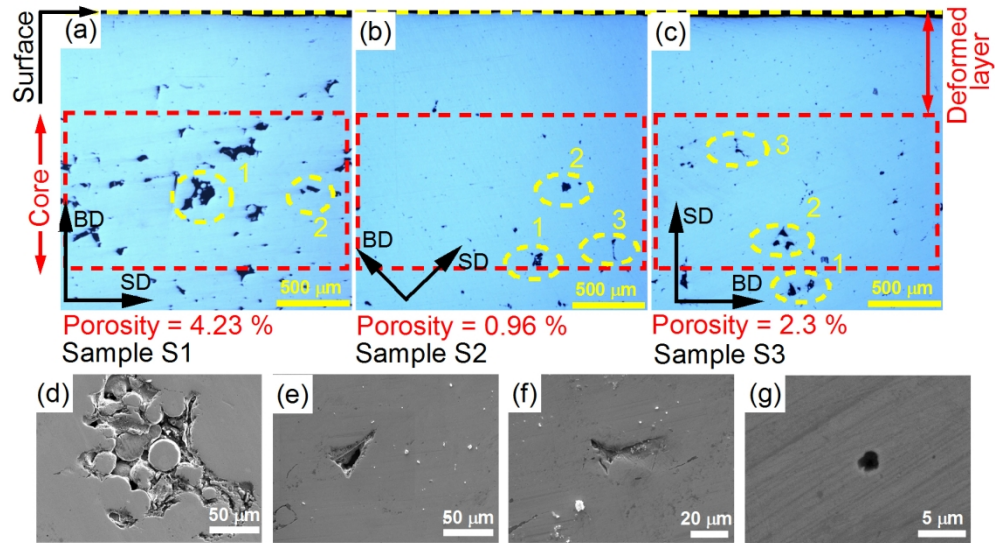 Surface
Core
(a)
1
2
BD
SD
500 μm
(b)
2
1
3
BD
SD
500 μm
(c)
3
2
1
SD
BD
500 μm
Deformed
layer
Porosity = 4.23 %
Sample S1
Porosity = 0.96 %
Sample S2
Porosity = 2.3 %
Sample S3
(d)
50 μm
(e)
50 μm
(f)
20 μm
(g)
5 μm